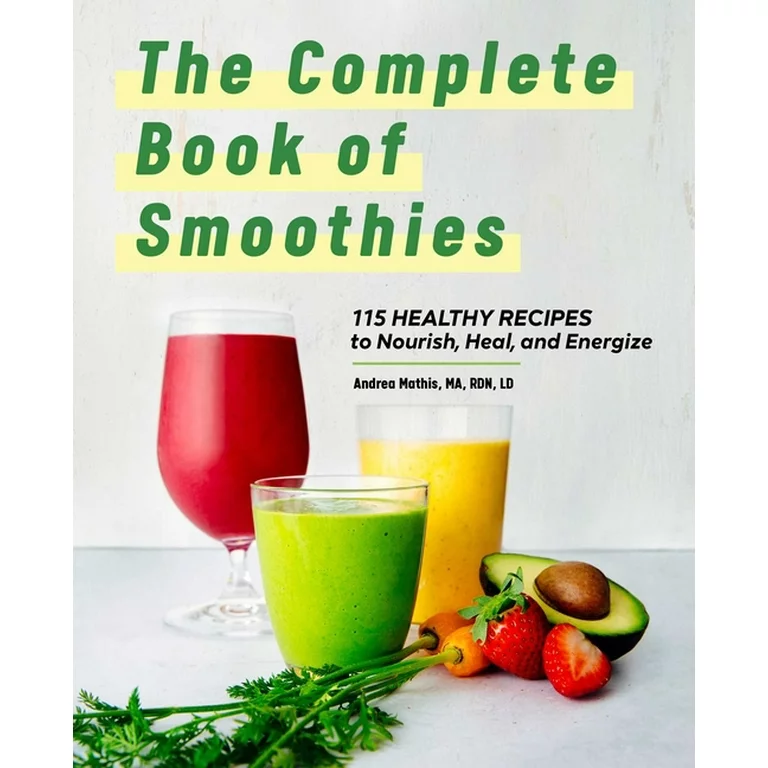 The Complete
Book of
Smoothies
115 HEALTHY RECIPES
to Nourish, Heal, and Energize
Andrea Mathis, MA, RDN, LD